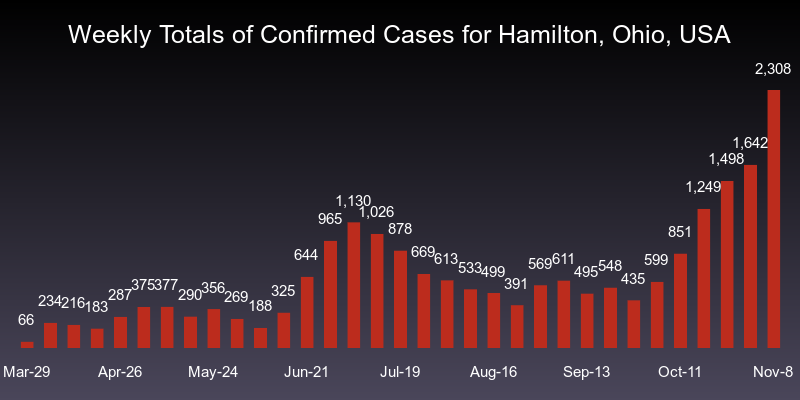 Weekly Totals of Confirmed Cases for Hamilton, Ohio, USA
66 234 216 183 287 375 377 290 356 269 188 325 644 965 1,130 1,026 878 669 613 533 499 391 569 611 495 548 435 599 851 1,249 1,498 1,642 2,308
Mar-29 Apr-26 May-24 Jun-21 Jul-19 Aug-16 Sep-13 Oct-11 Nov-8